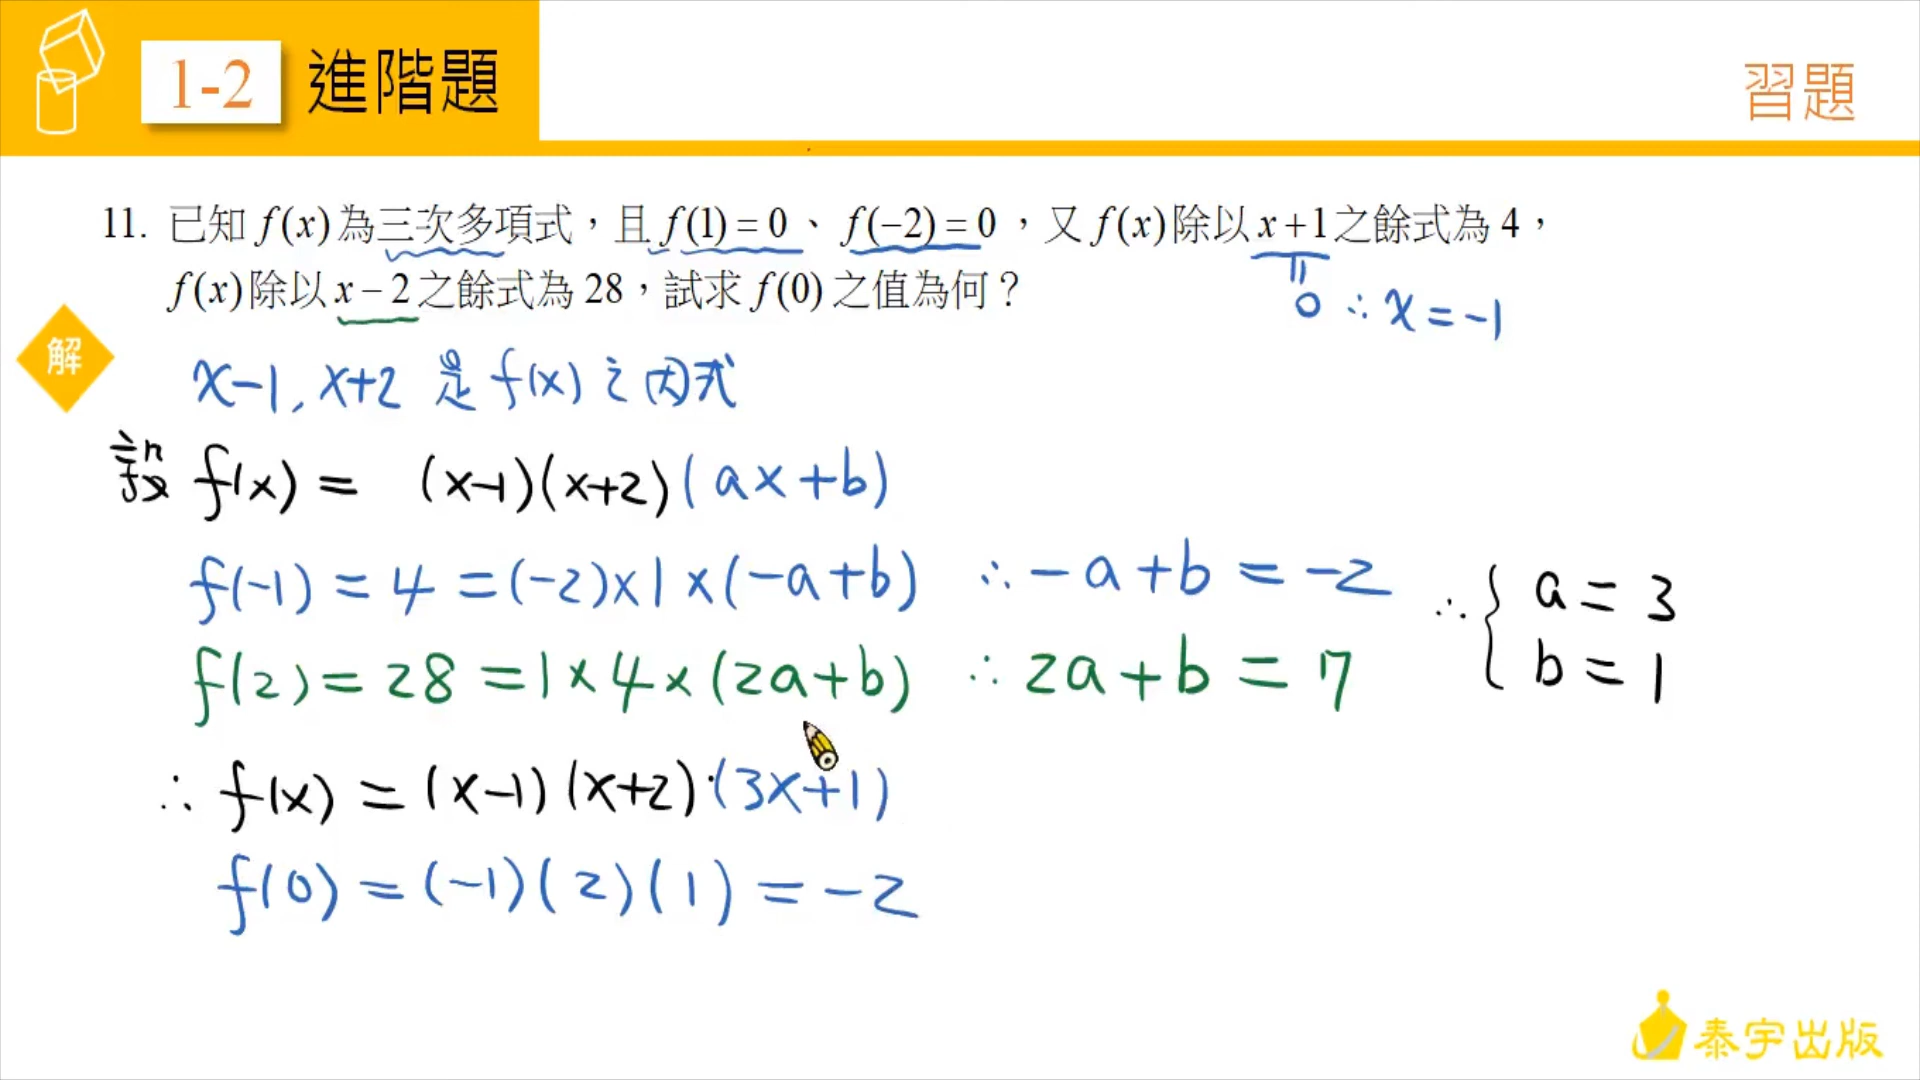 1-2 進階題
習題
11. 已知 f(x) 為三次多項式，且 f(1) = 0、f(−2) = 0，又 f(x) 除以 x+1 之餘式為 4，
f(x) 除以 x−2 之餘式為 28，試求 f(0) 之值為何？
=
0 ∴ x = -1
解
x-1, x+2 是 f(x) 之因式
設 f(x) = (x-1)(x+2)(ax+b)
f(-1) = 4 = (-2)×1×(-a+b) ∴ -a+b = -2
∴ { a = 3
b = 1
f(2) = 28 = 1×4×(2a+b) ∴ 2a+b = 7
∴ f(x) = (x-1)(x+2)·(3x+1)
f(0) = (-1)(2)(1) = -2
泰宇出版